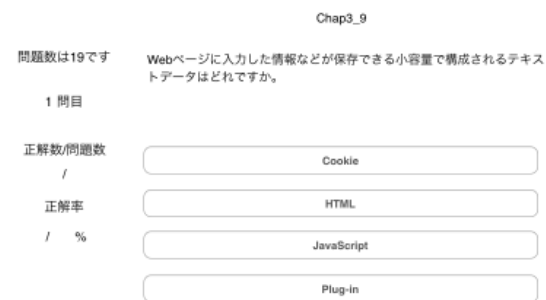 Chap3_9
問題数は19です
Webページに入力した情報などが保存できる小容量で構成されるテキス
トデータはどれですか。
1 問目
正解数/問題数
/
正解率
/ %
Cookie
HTML
JavaScript
Plug-in